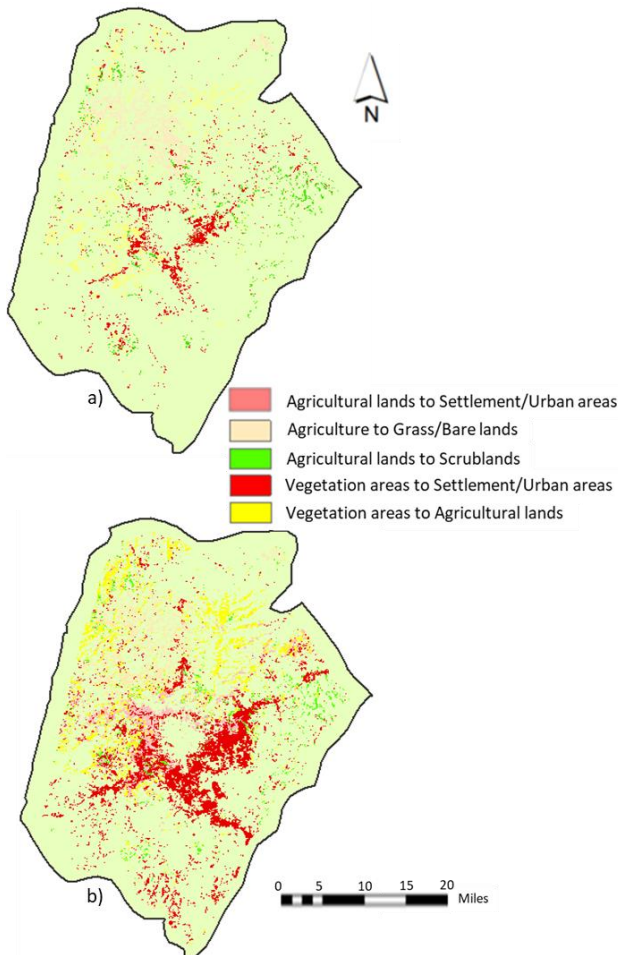 N
a)
Agricultural lands to Settlement/Urban areas
Agriculture to Grass/Bare lands
Agricultural lands to Scrublands
Vegetation areas to Settlement/Urban areas
Vegetation areas to Agricultural lands
b)
0 5 10 15 20
Miles